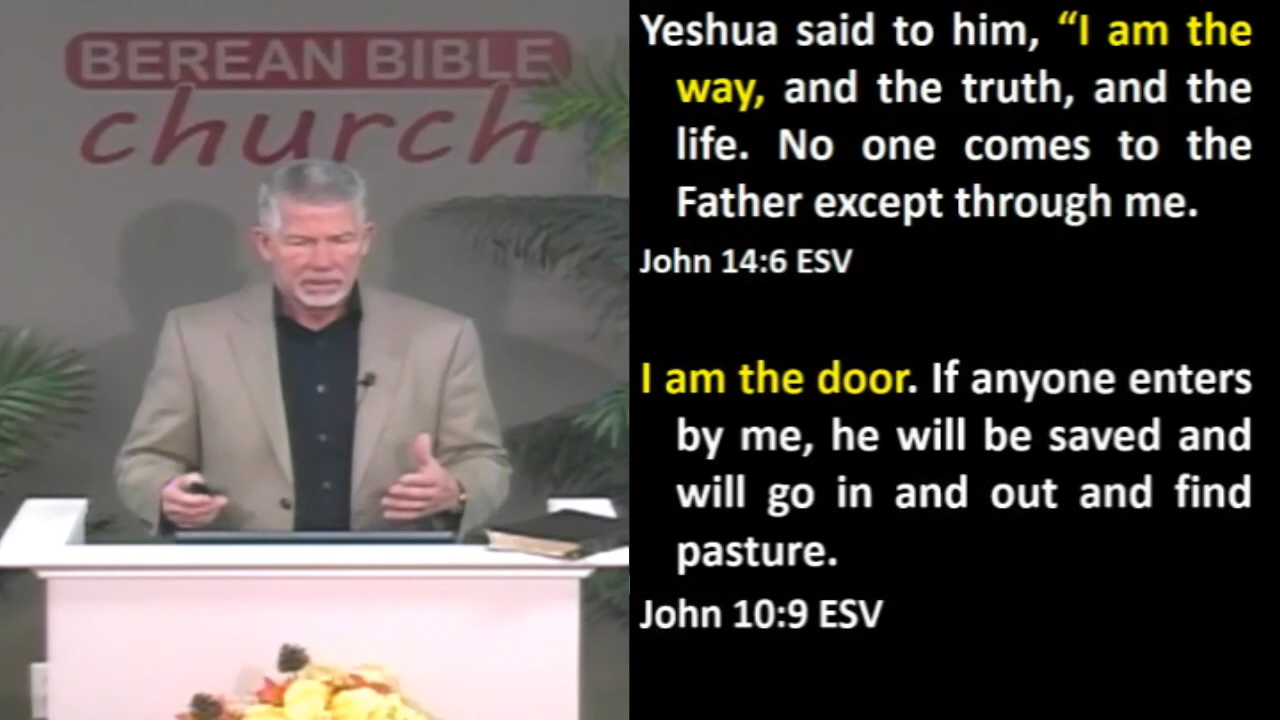 BEREAN BIBLE
church
Yeshua said to him, “I am the
way, and the truth, and the
life. No one comes to the
Father except through me.
John 14:6 ESV
I am the door. If anyone enters
by me, he will be saved and
will go in and out and find
pasture.
John 10:9 ESV